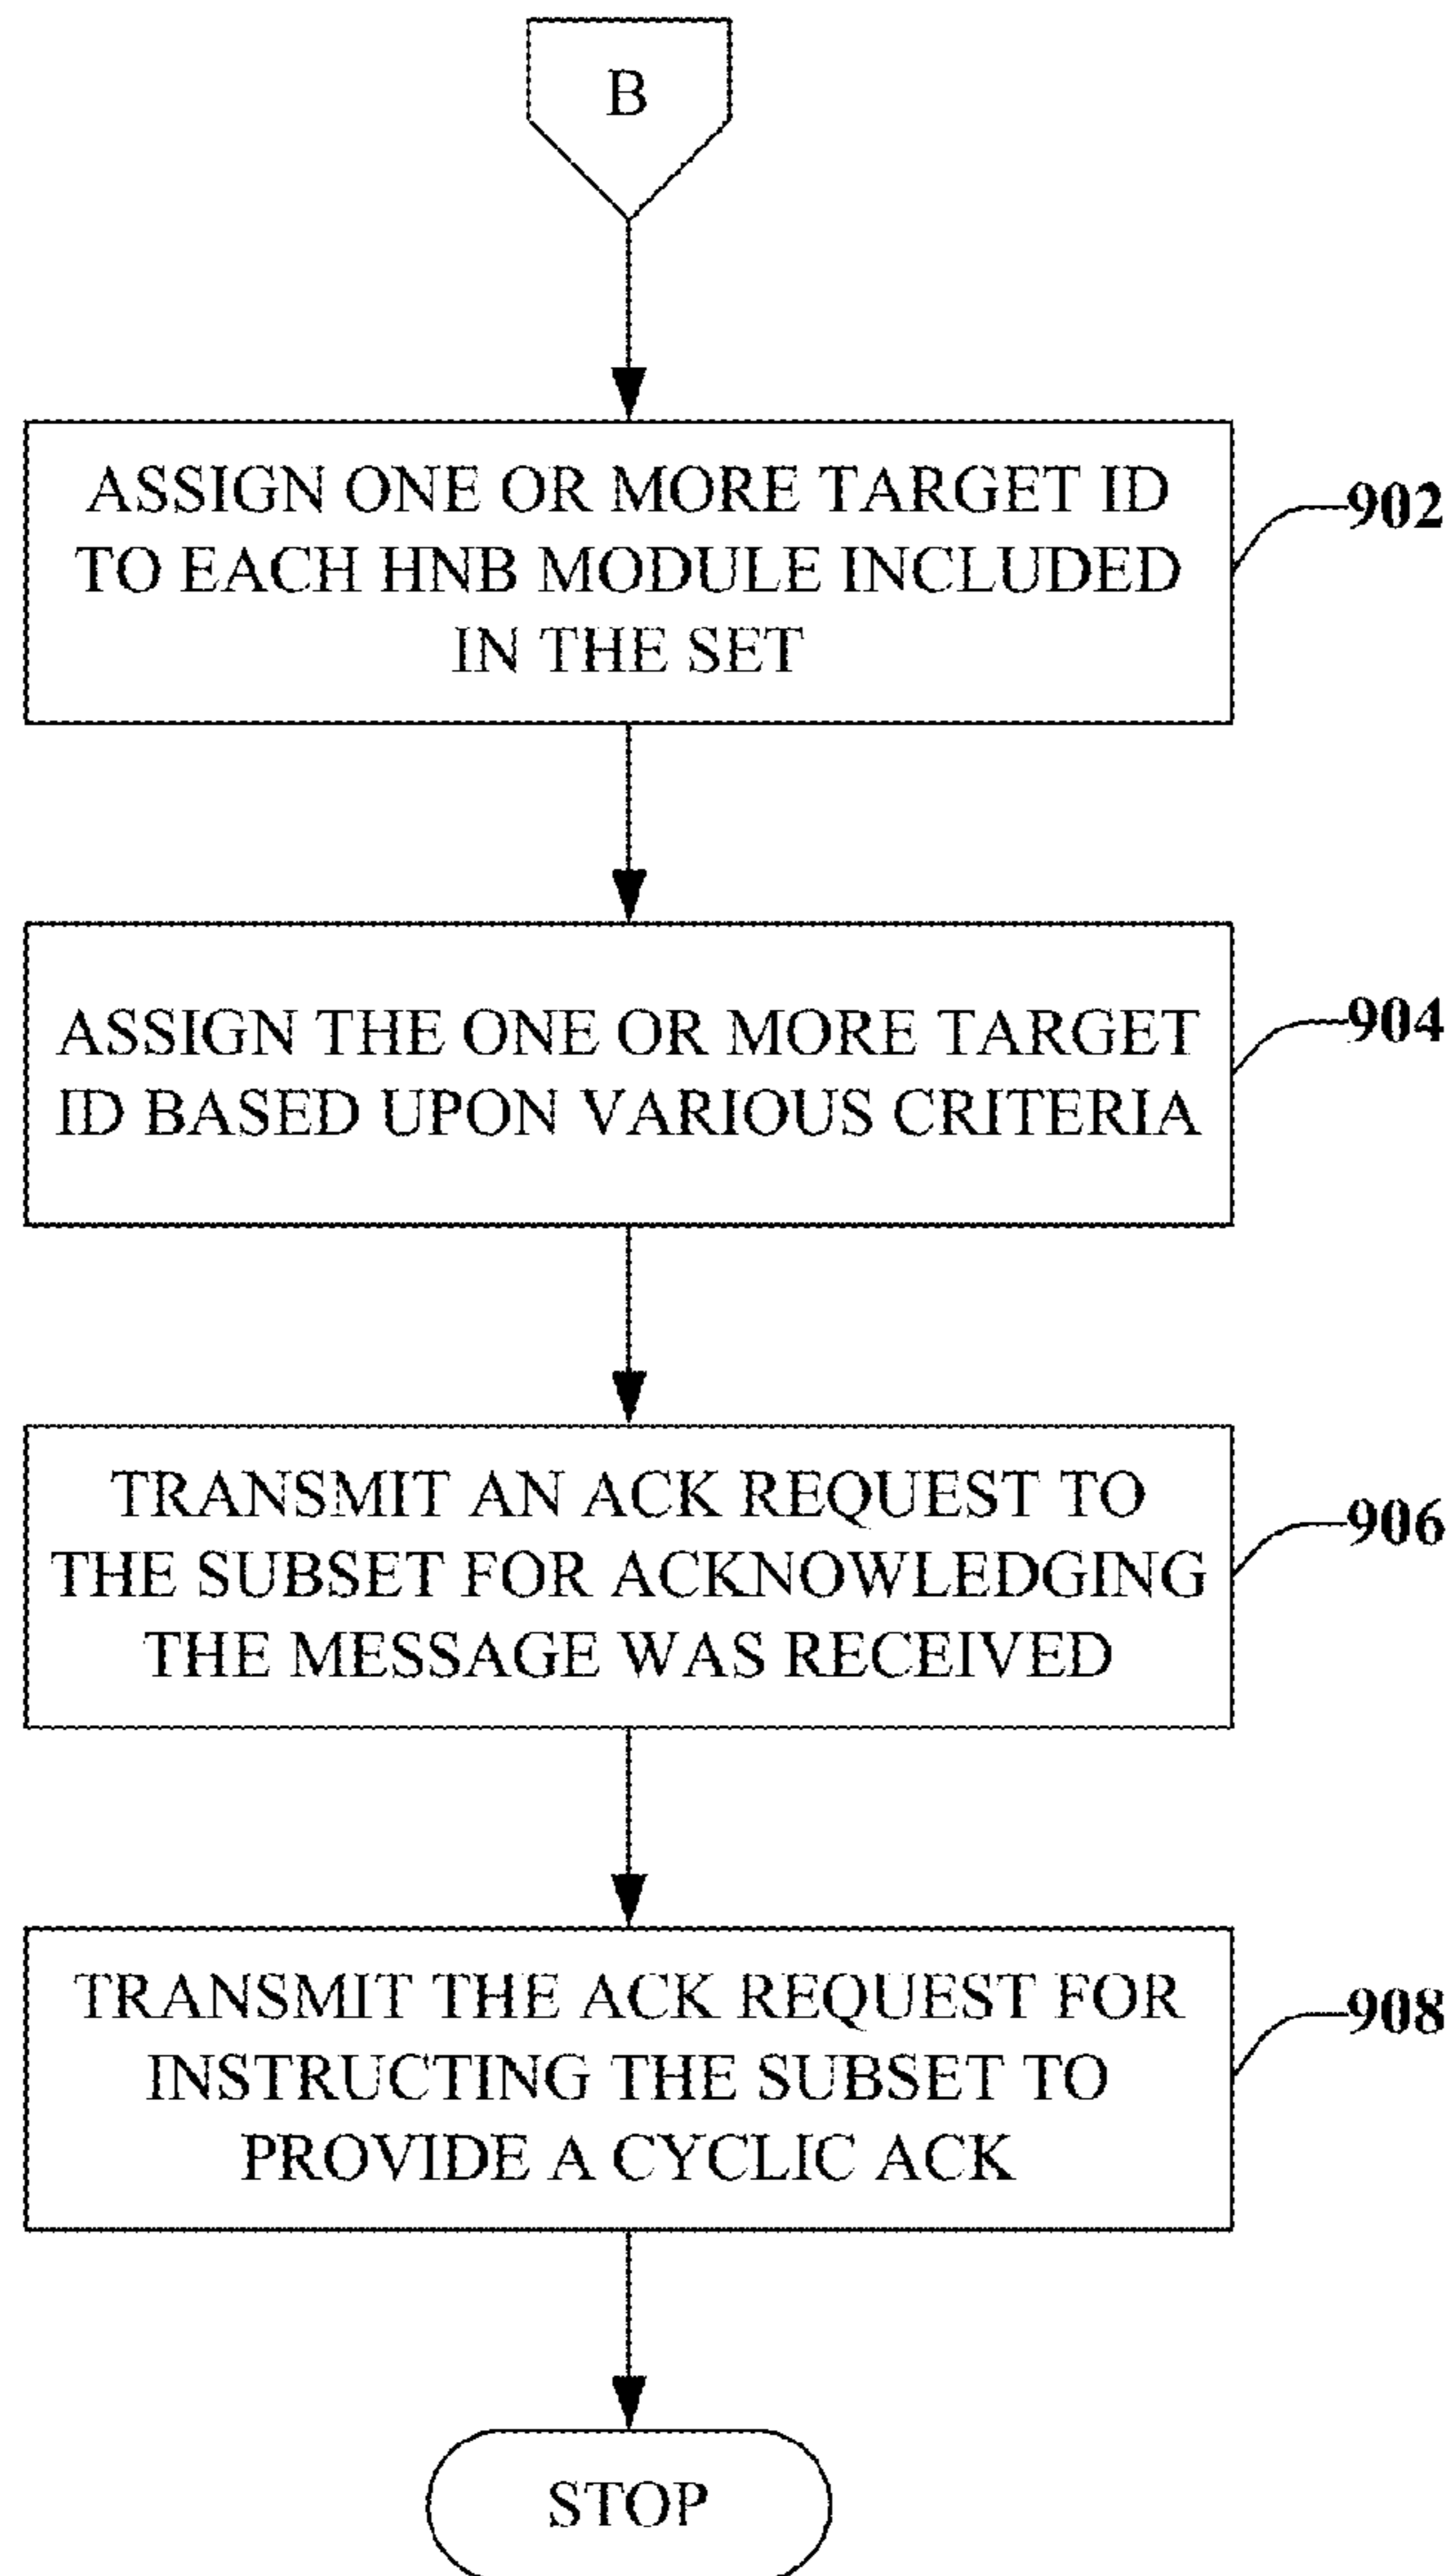 B
ASSIGN ONE OR MORE TARGET ID
TO EACH HNB MODULE INCLUDED
IN THE SET
902
ASSIGN THE ONE OR MORE TARGET
ID BASED UPON VARIOUS CRITERIA
904
TRANSMIT AN ACK REQUEST TO
THE SUBSET FOR ACKNOWLEDGING
THE MESSAGE WAS RECEIVED
906
TRANSMIT THE ACK REQUEST FOR
INSTRUCTING THE SUBSET TO
PROVIDE A CYCLIC ACK
908
STOP